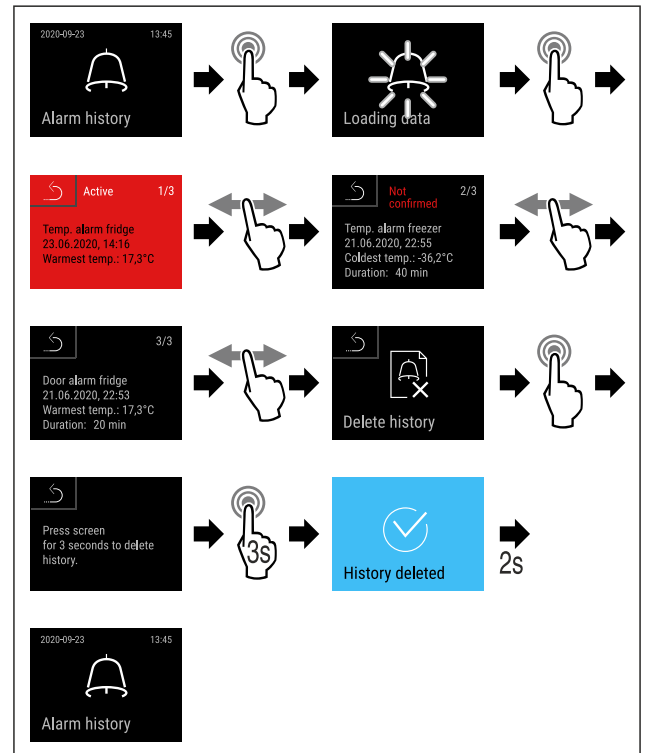 2020-09-23 13:45
Alarm history
Loading data
Active 1/3
Temp. alarm fridge
23.06.2020, 14:16
Warmest temp.: 17,3°C
Not 2/3
confirmed
Temp. alarm freezer
21.06.2020, 22:55
Coldest temp.: -36,2°C
Duration: 40 min
3/3
Door alarm fridge
21.06.2020, 22:53
Warmest temp.: 17,3°C
Duration: 20 min
Delete history
Press screen
for 3 seconds to delete
history.
3s
History deleted
2s
2020-09-23 13:45
Alarm history